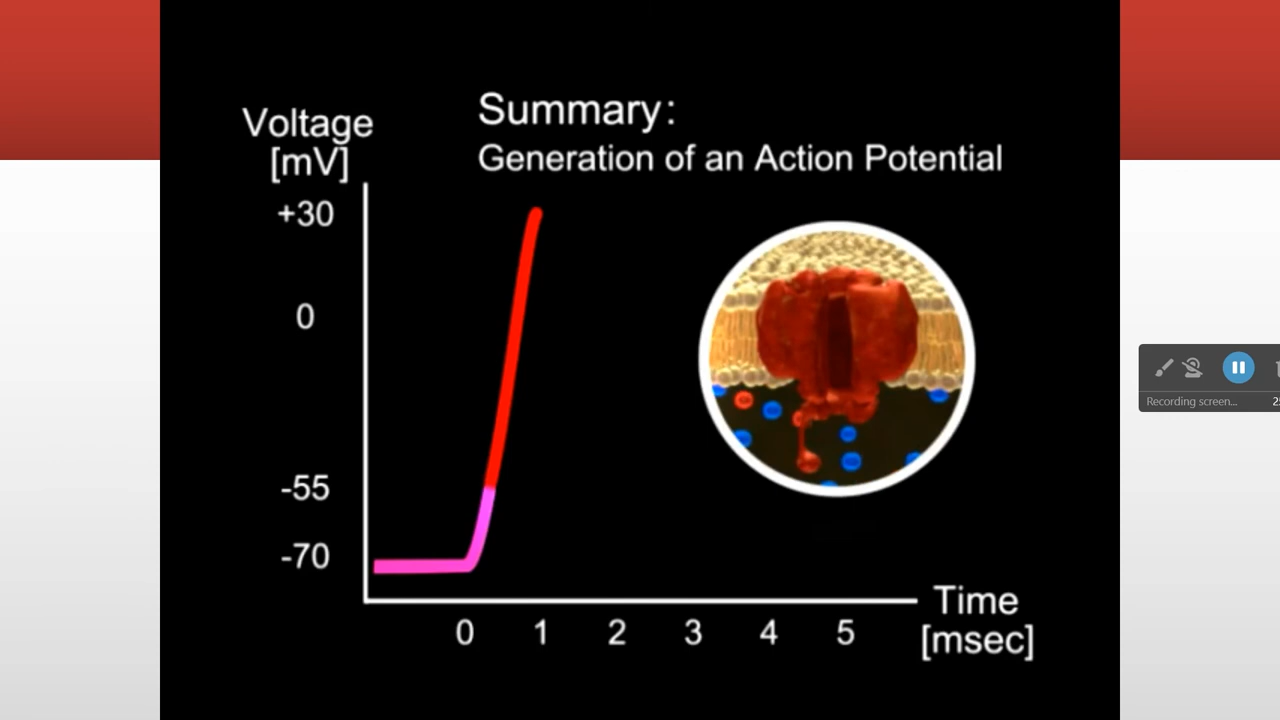 Summary:
Generation of an Action Potential
Voltage
[mV]
+30
0
-55
-70
0 1 2 3 4 5
Time
[msec]
Recording screen...